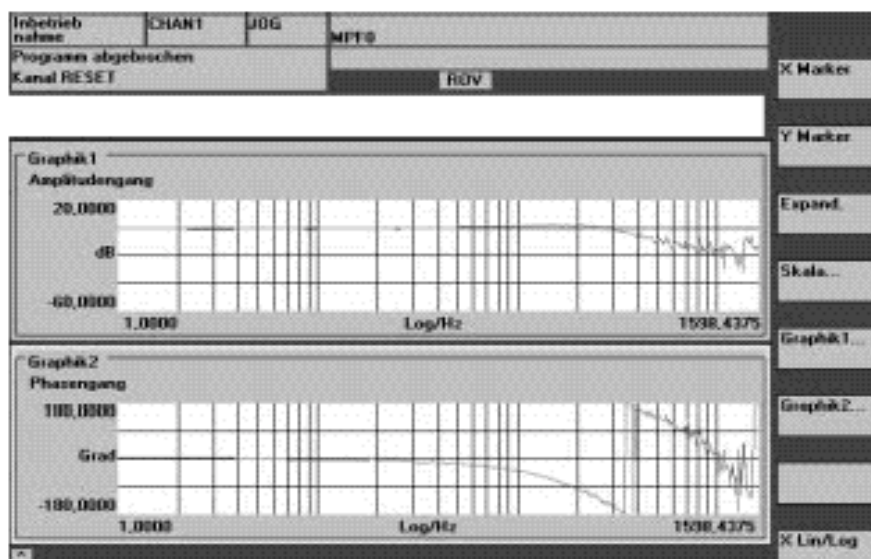 Inbetrieb
nahme
CHAN1
JOG
MPF0
Programm abgebrochen
Kanal RESET
ROV
X Marker
Y Marker
Expand.
Skala...
Graphik1...
Graphik2...
X Lin/Log
Graphik1
Amplitudengang
20,0000
dB
-60,0000
1,0000
Log/Hz
1598,4375
Graphik2
Phasengang
180,0000
Grad
-180,0000
1,0000
Log/Hz
1598,4375